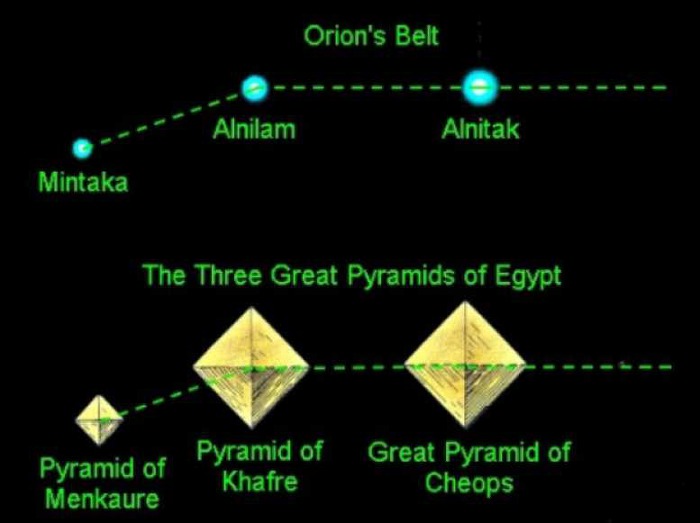 Orion's Belt
Alnilam
Alnitak
Mintaka
The Three Great Pyramids of Egypt
Pyramid of
Menkaure
Pyramid of
Khafre
Great Pyramid of
Cheops